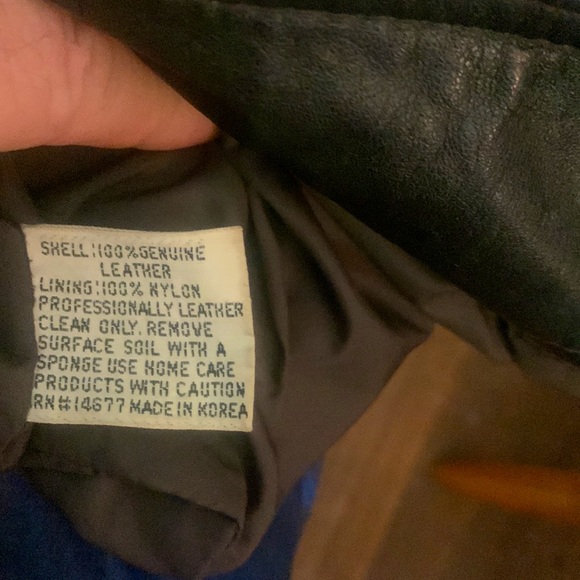 SHELL:100%GENUINE
LEATHER
LINING:100% NYLON
PROFESSIONALLY LEATHER
CLEAN ONLY. REMOVE
SURFACE SOIL WITH A
SPONGE USE HOME CARE
PRODUCTS WITH CAUTION
RN#14677 MADE IN KOREA